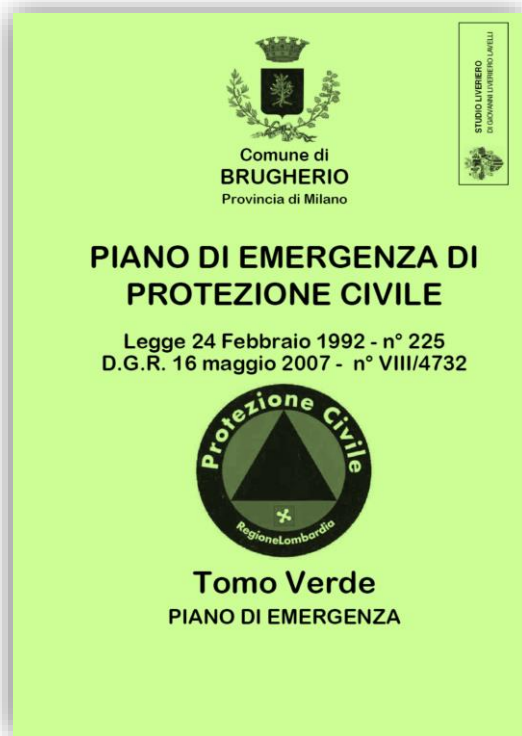 STUDIO LIVERIERO
DI GIOVANNI LIVERIERO LAVELLI
Comune di
BRUGHERIO
Provincia di Milano
PIANO DI EMERGENZA DI
PROTEZIONE CIVILE
Legge 24 Febbraio 1992 - n° 225
D.G.R. 16 maggio 2007 - n° VIII/4732
Protezione Civile
RegioneLombardia
Tomo Verde
PIANO DI EMERGENZA